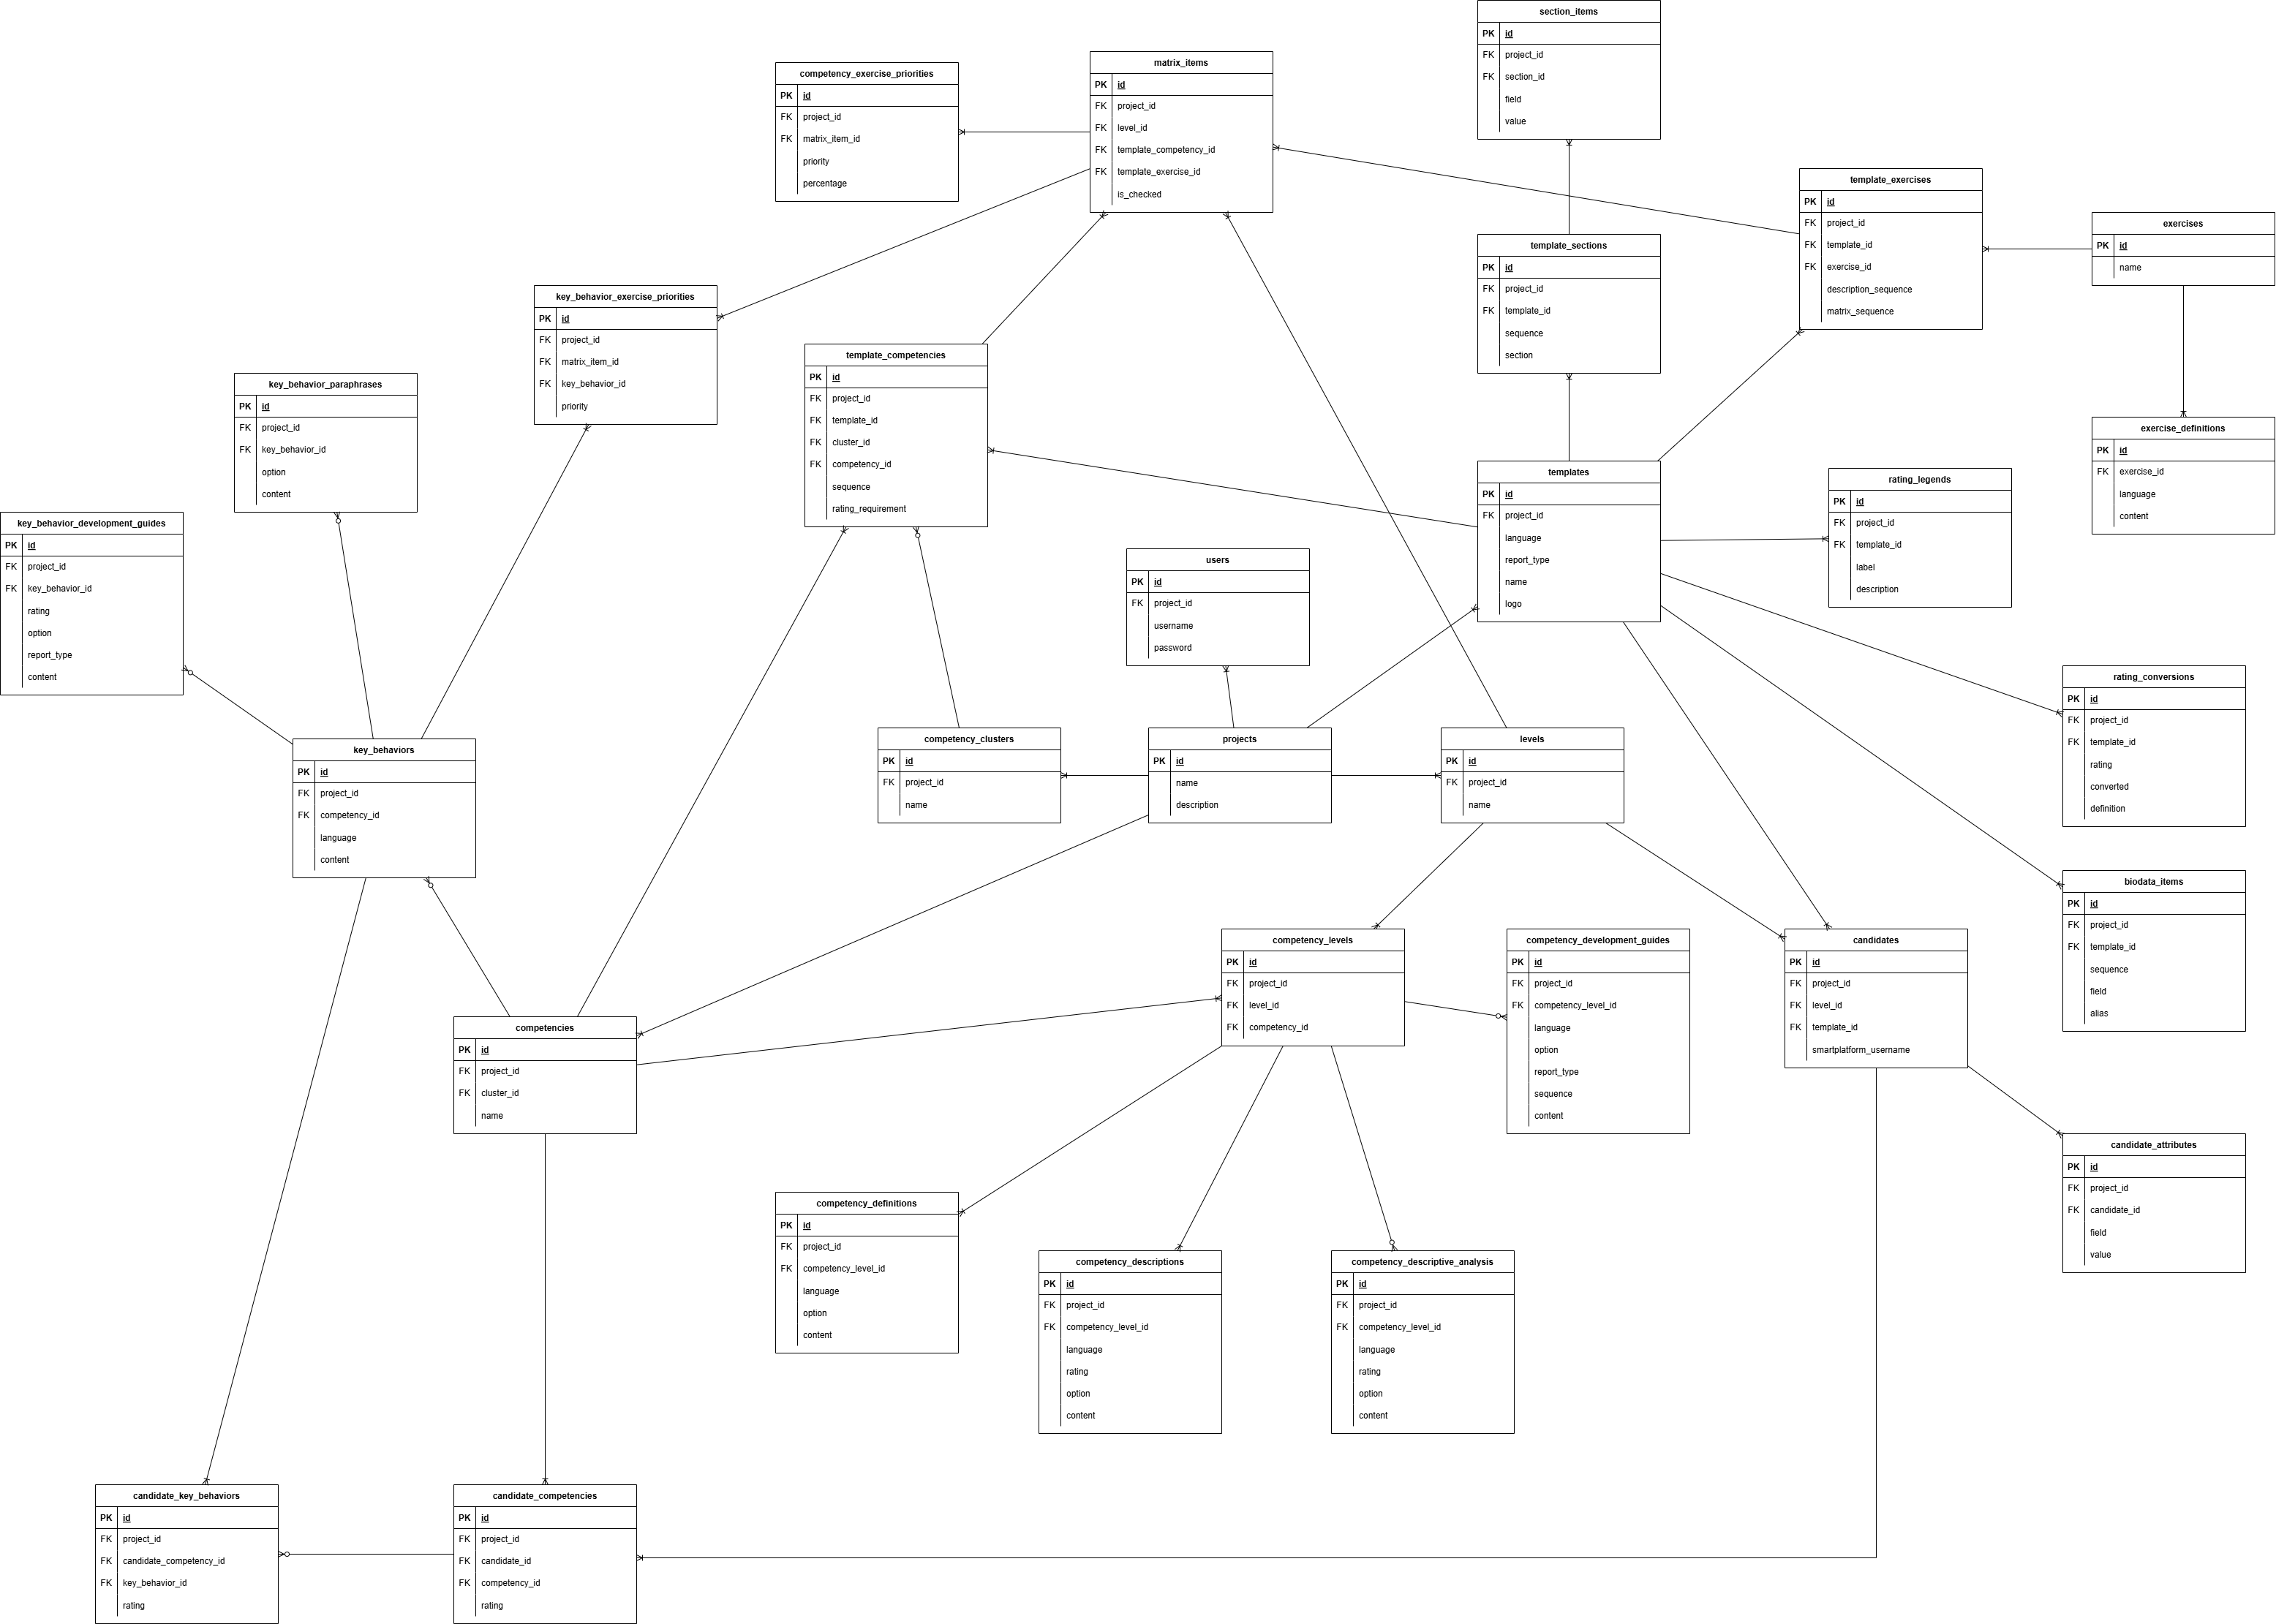 section_items
PK id
FK project_id
FK section_id
field
value
matrix_items
PK id
FK project_id
FK level_id
FK template_competency_id
FK template_exercise_id
is_checked
competency_exercise_priorities
PK id
FK project_id
FK matrix_item_id
priority
percentage
template_exercises
PK id
FK project_id
FK template_id
FK exercise_id
description_sequence
matrix_sequence
exercises
PK id
name
template_sections
PK id
FK project_id
FK template_id
sequence
section
key_behavior_exercise_priorities
PK id
FK project_id
FK matrix_item_id
FK key_behavior_id
priority
template_competencies
PK id
FK project_id
FK template_id
FK cluster_id
FK competency_id
sequence
rating_requirement
key_behavior_paraphrases
PK id
FK project_id
FK key_behavior_id
option
content
exercise_definitions
PK id
FK exercise_id
language
content
templates
PK id
FK project_id
language
report_type
name
logo
rating_legends
PK id
FK project_id
FK template_id
label
description
key_behavior_development_guides
PK id
FK project_id
FK key_behavior_id
rating
option
report_type
content
users
PK id
FK project_id
username
password
rating_conversions
PK id
FK project_id
FK template_id
rating
converted
definition
competency_clusters
PK id
FK project_id
name
projects
PK id
name
description
levels
PK id
FK project_id
name
key_behaviors
PK id
FK project_id
FK competency_id
language
content
biodata_items
PK id
FK project_id
FK template_id
sequence
field
alias
competency_levels
PK id
FK project_id
FK level_id
FK competency_id
competency_development_guides
PK id
FK project_id
FK competency_level_id
language
option
report_type
sequence
content
candidates
PK id
FK project_id
FK level_id
FK template_id
smartplatform_username
competencies
PK id
FK project_id
FK cluster_id
name
candidate_attributes
PK id
FK project_id
FK candidate_id
field
value
competency_definitions
PK id
FK project_id
FK competency_level_id
language
option
content
competency_descriptions
PK id
FK project_id
FK competency_level_id
language
rating
option
content
competency_descriptive_analysis
PK id
FK project_id
FK competency_level_id
language
rating
option
content
candidate_key_behaviors
PK id
FK project_id
FK candidate_competency_id
FK key_behavior_id
rating
candidate_competencies
PK id
FK project_id
FK candidate_id
FK competency_id
rating